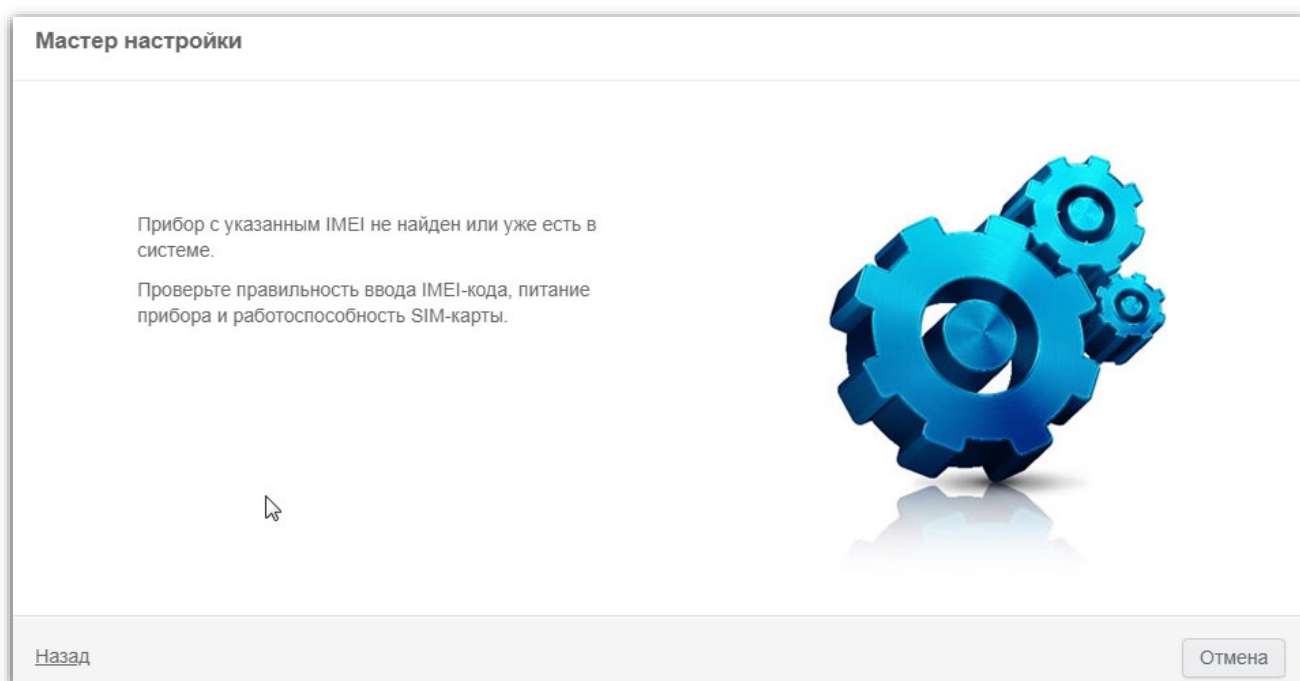 Мастер настройки
Прибор с указанным IMEI не найден или уже есть в
системе.
Проверьте правильность ввода IMEI-кода, питание
прибора и работоспособность SIM-карты.
Назад
Отмена